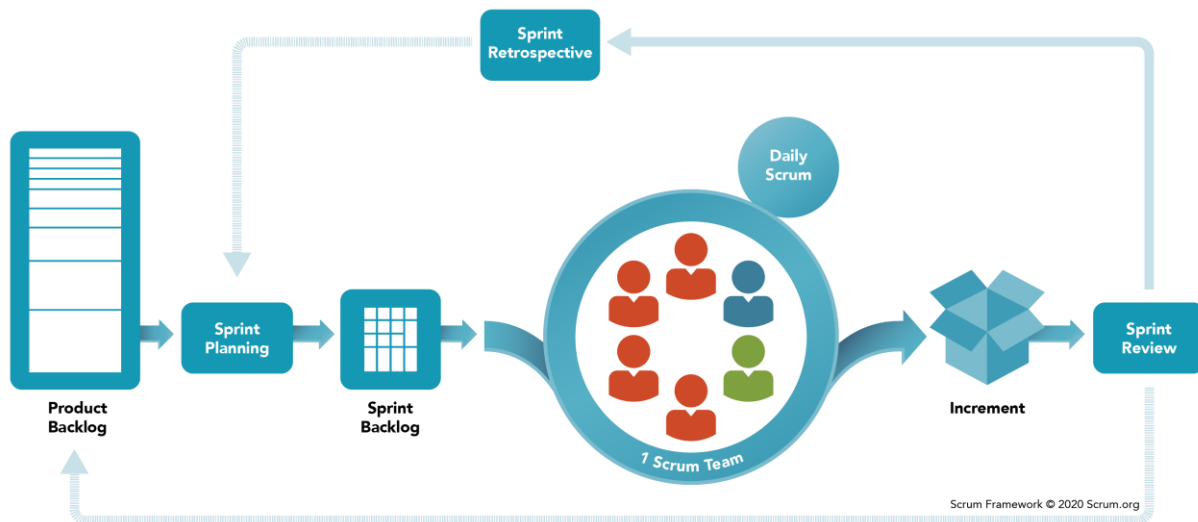 Sprint
Retrospective
Daily
Scrum
Sprint
Planning
Sprint
Review
Product
Backlog
Sprint
Backlog
Increment
1 Scrum Team
Scrum Framework © 2020 Scrum.org